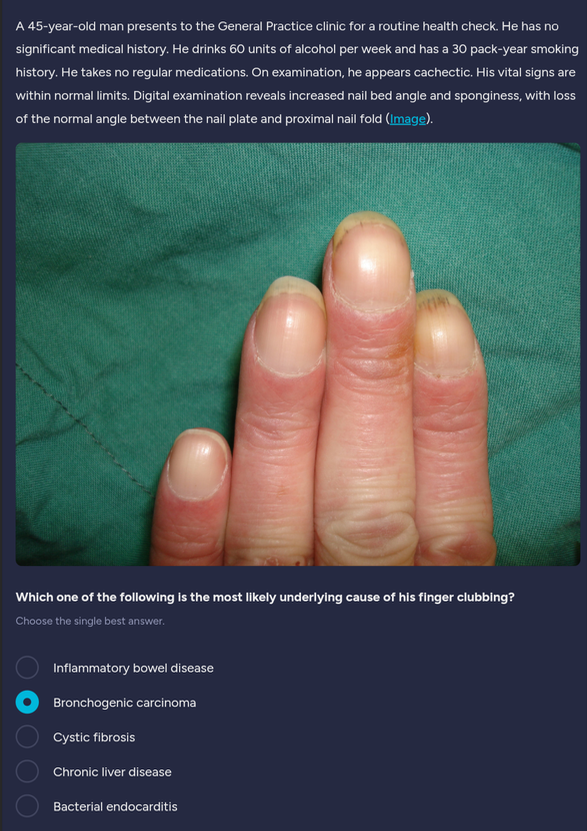 A 45-year-old man presents to the General Practice clinic for a routine health check. He has no
significant medical history. He drinks 60 units of alcohol per week and has a 30 pack-year smoking
history. He takes no regular medications. On examination, he appears cachectic. His vital signs are
within normal limits. Digital examination reveals increased nail bed angle and sponginess, with loss
of the normal angle between the nail plate and proximal nail fold (Image).
Which one of the following is the most likely underlying cause of his finger clubbing?
Choose the single best answer.
Inflammatory bowel disease
Bronchogenic carcinoma
Cystic fibrosis
Chronic liver disease
Bacterial endocarditis